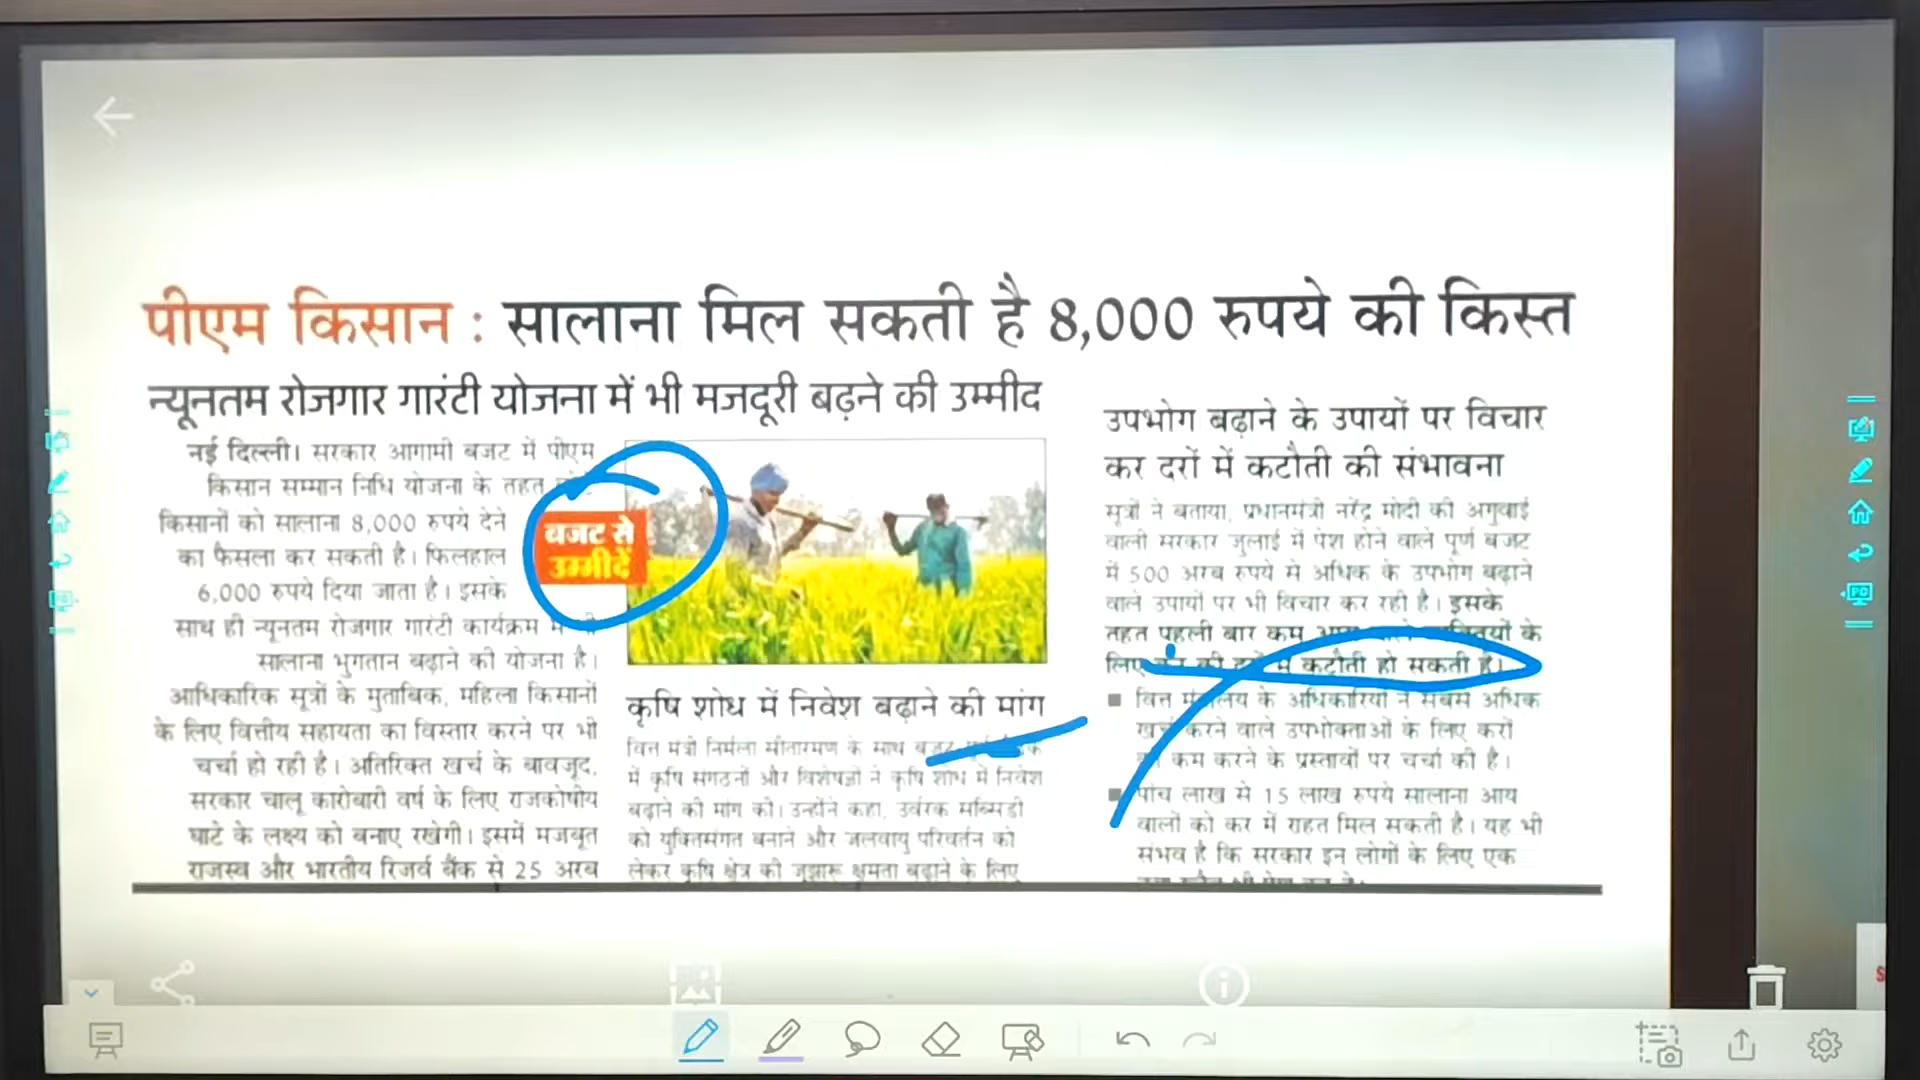 पीएम किसान : सालाना मिल सकती है 8,000 रुपये की किस्त
न्यूनतम रोजगार गारंटी योजना में भी मजदूरी बढ़ने की उम्मीद
नई दिल्ली। सरकार आगामी बजट में पीएम
किसान सम्मान निधि योजना के तहत
किसानों को सालाना 8,000 रुपये देने
का फैसला कर सकती है। फिलहाल
6,000 रुपये दिया जाता है। इसके
साथ ही न्यूनतम रोजगार गारंटी कार्यक्रम में भी
सालाना भुगतान बढ़ाने की योजना है।
आधिकारिक सूत्रों के मुताबिक, महिला किसानों
के लिए वित्तीय सहायता का विस्तार करने पर भी
चर्चा हो रही है। अतिरिक्त खर्च के बावजूद,
सरकार चालू कारोबारी वर्ष के लिए राजकोषीय
घाटे के लक्ष्य को बनाए रखेगी। इसमें मजबूत
राजस्व और भारतीय रिजर्व बैंक से 25 अरब
बजट से
उम्मीदें
कृषि शोध में निवेश बढ़ाने की मांग
वित्त मंत्री निर्मला सीतारमण के साथ बजट
में कृषि संगठनों और विशेषज्ञों ने कृषि शोध में निवेश
बढ़ाने की मांग की। उन्होंने कहा, उर्वरक सब्सिडी
को युक्तिसंगत बनाने और जलवायु परिवर्तन को
लेकर कृषि क्षेत्र की जुझारू क्षमता बढ़ाने के लिए
उपभोग बढ़ाने के उपायों पर विचार
कर दरों में कटौती की संभावना
सूत्रों ने बताया, प्रधानमंत्री नरेंद्र मोदी की अगुवाई
वाली सरकार जुलाई में पेश होने वाले पूर्ण बजट
में 500 अरब रुपये से अधिक के उपभोग बढ़ाने
वाले उपायों पर भी विचार कर रही है। इसके
तहत पहली बार कम आय वाले व्यक्तियों के
लिए कर की दरों में कटौती हो सकती है।
■ वित्त मंत्रालय के अधिकारियों ने सबसे अधिक
खर्च करने वाले उपभोक्ताओं के लिए करों
को कम करने के प्रस्तावों पर चर्चा की है।
■ पांच लाख से 15 लाख रुपये सालाना आय
वालों को कर में राहत मिल सकती है। यह भी
संभव है कि सरकार इन लोगों के लिए एक